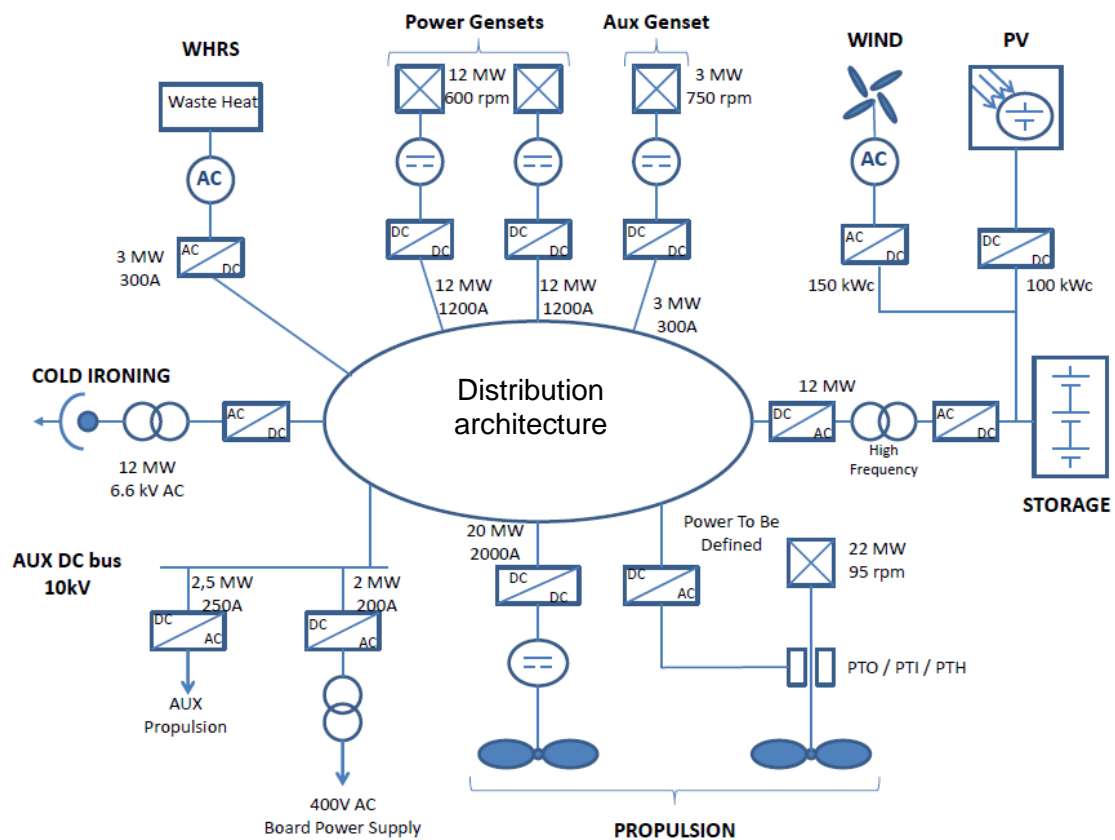 Power Gensets
Aux Genset
WHRS
WIND
PV
Waste Heat
12 MW
600 rpm
3 MW
750 rpm
AC
AC
AC
DC
3 MW
300A
DC
DC
DC
DC
DC
DC
AC
DC
DC
DC
12 MW
1200A
12 MW
1200A
3 MW
300A
150 kWc
100 kWc
COLD IRONING
AC
DC
12 MW
6.6 kV AC
Distribution
architecture
12 MW
DC
AC
High
Frequency
AC
DC
STORAGE
AUX DC bus
10kV
2,5 MW
250A
DC
AC
AUX
Propulsion
2 MW
200A
DC
AC
400V AC
Board Power Supply
20 MW
2000A
DC
DC
Power To Be
Defined
DC
AC
22 MW
95 rpm
PTO / PTI / PTH
PROPULSION